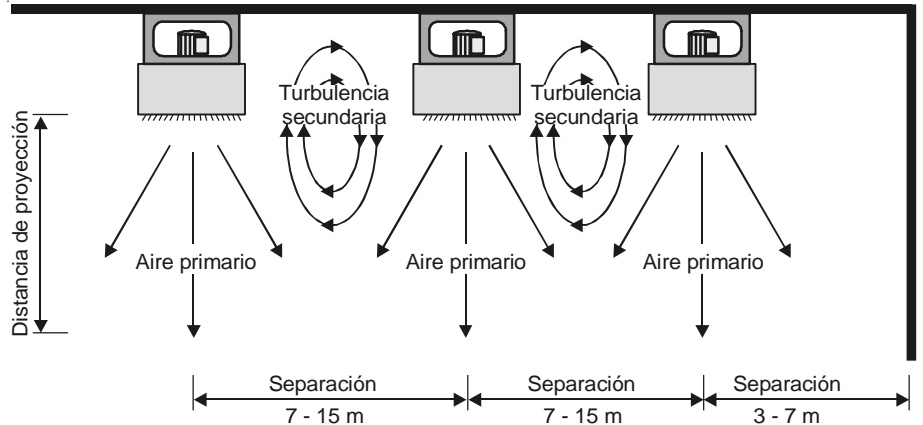 Turbulencia
secundaria
Turbulencia
secundaria
Distancia de proyección
Aire primario
Aire primario
Aire primario
Separación
7 - 15 m
Separación
7 - 15 m
Separación
3 - 7 m